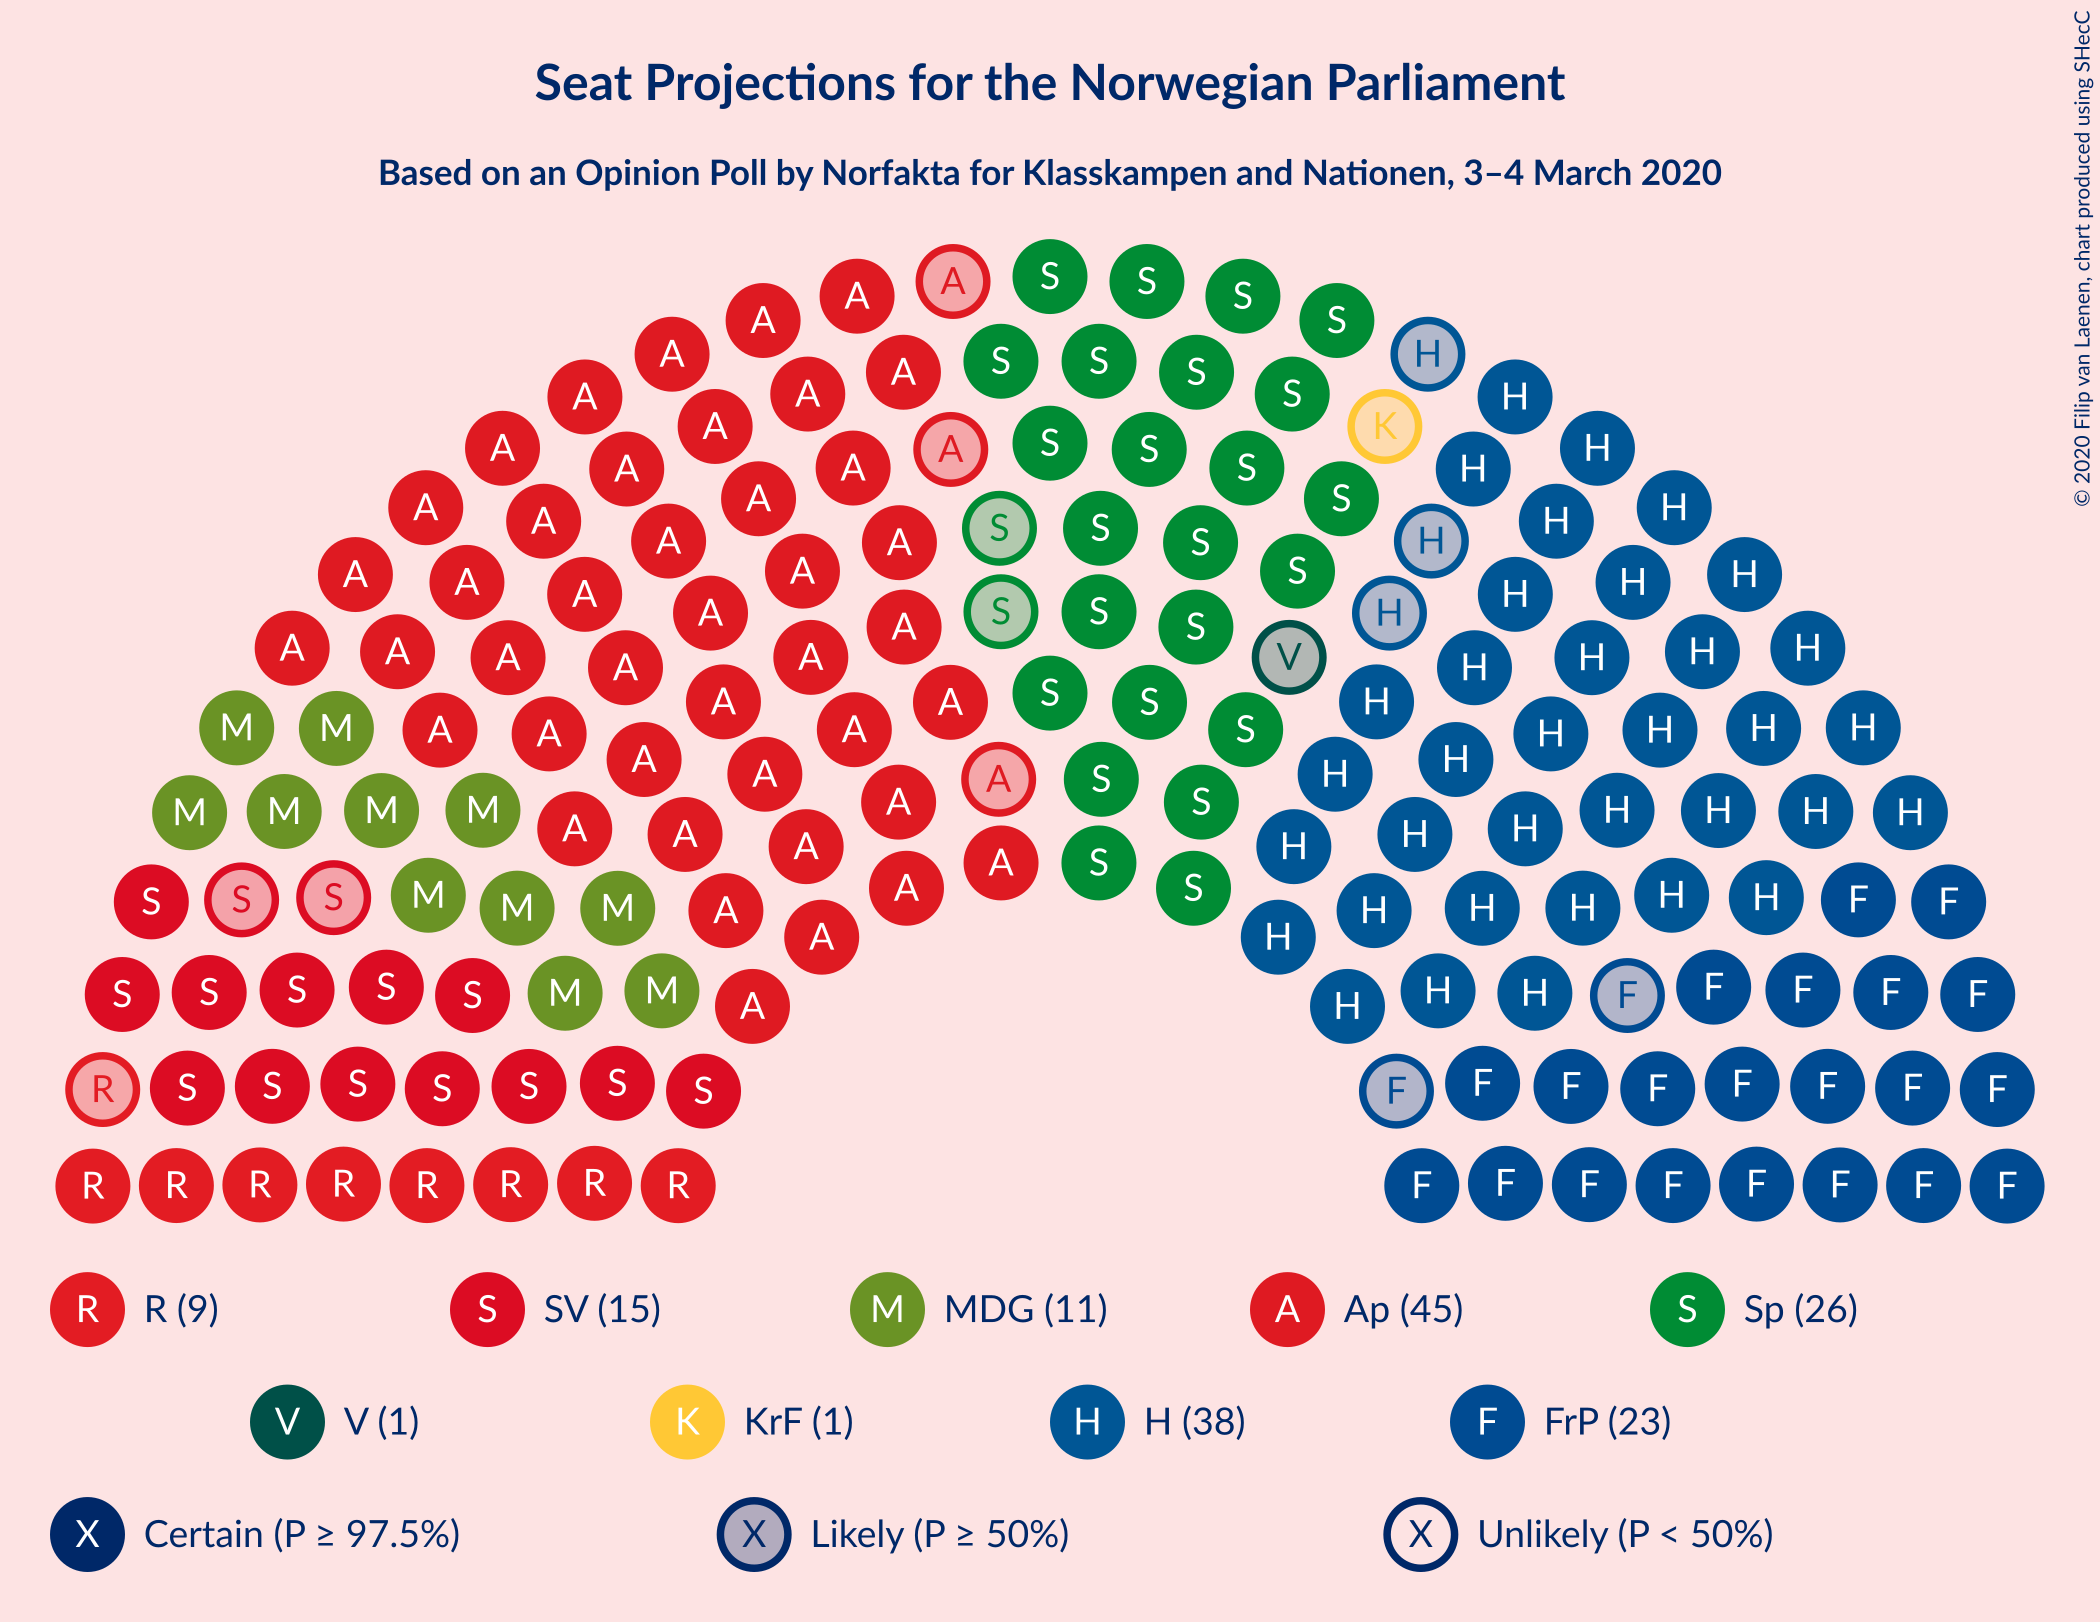 Seat Projections for the Norwegian Parliament
Based on an Opinion Poll by Norfakta for Klasskampen and Nationen, 3–4 March 2020
© 2020 Filip van Laenen, chart produced using SHecC
A A A A S S S S H
A A A A S S S S K H
A A A A A S S S S H H
A A A A A S S S S H H H
A A A A A A S S S V H H H H
A A A A A A A S S S H H H H H
M M A A A A A A A S S S H H H H H H
M M M M A A A A A S S H H H H H H H
S S S M M M A A A S S H H H H H H F F
S S S S S M M A H H H F F F F F
R S S S S S S S F F F F F F F F
R R R R R R R R F F F F F F F F
R R (9) S SV (15) M MDG (11) A Ap (45) S Sp (26)
V V (1) K KrF (1) H H (38) F FrP (23)
X Certain (P ≥ 97.5%) X Likely (P ≥ 50%) X Unlikely (P < 50%)